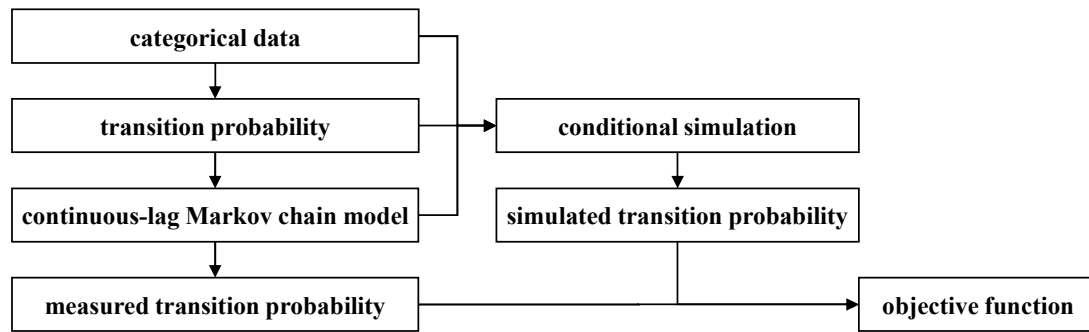 categorical data
transition probability
conditional simulation
continuous-lag Markov chain model
simulated transition probability
measured transition probability
objective function